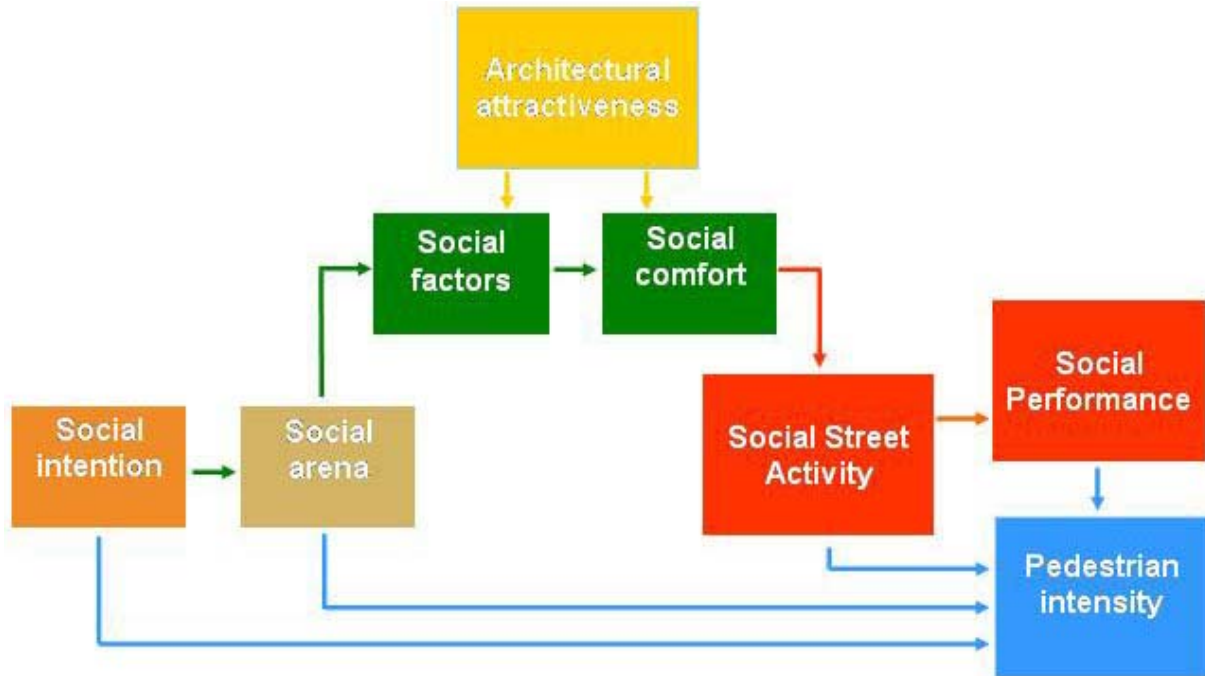 Architectural
attractiveness
Social
factors
Social
comfort
Social
intention
Social
arena
Social Street
Activity
Social
Performance
Pedestrian
intensity